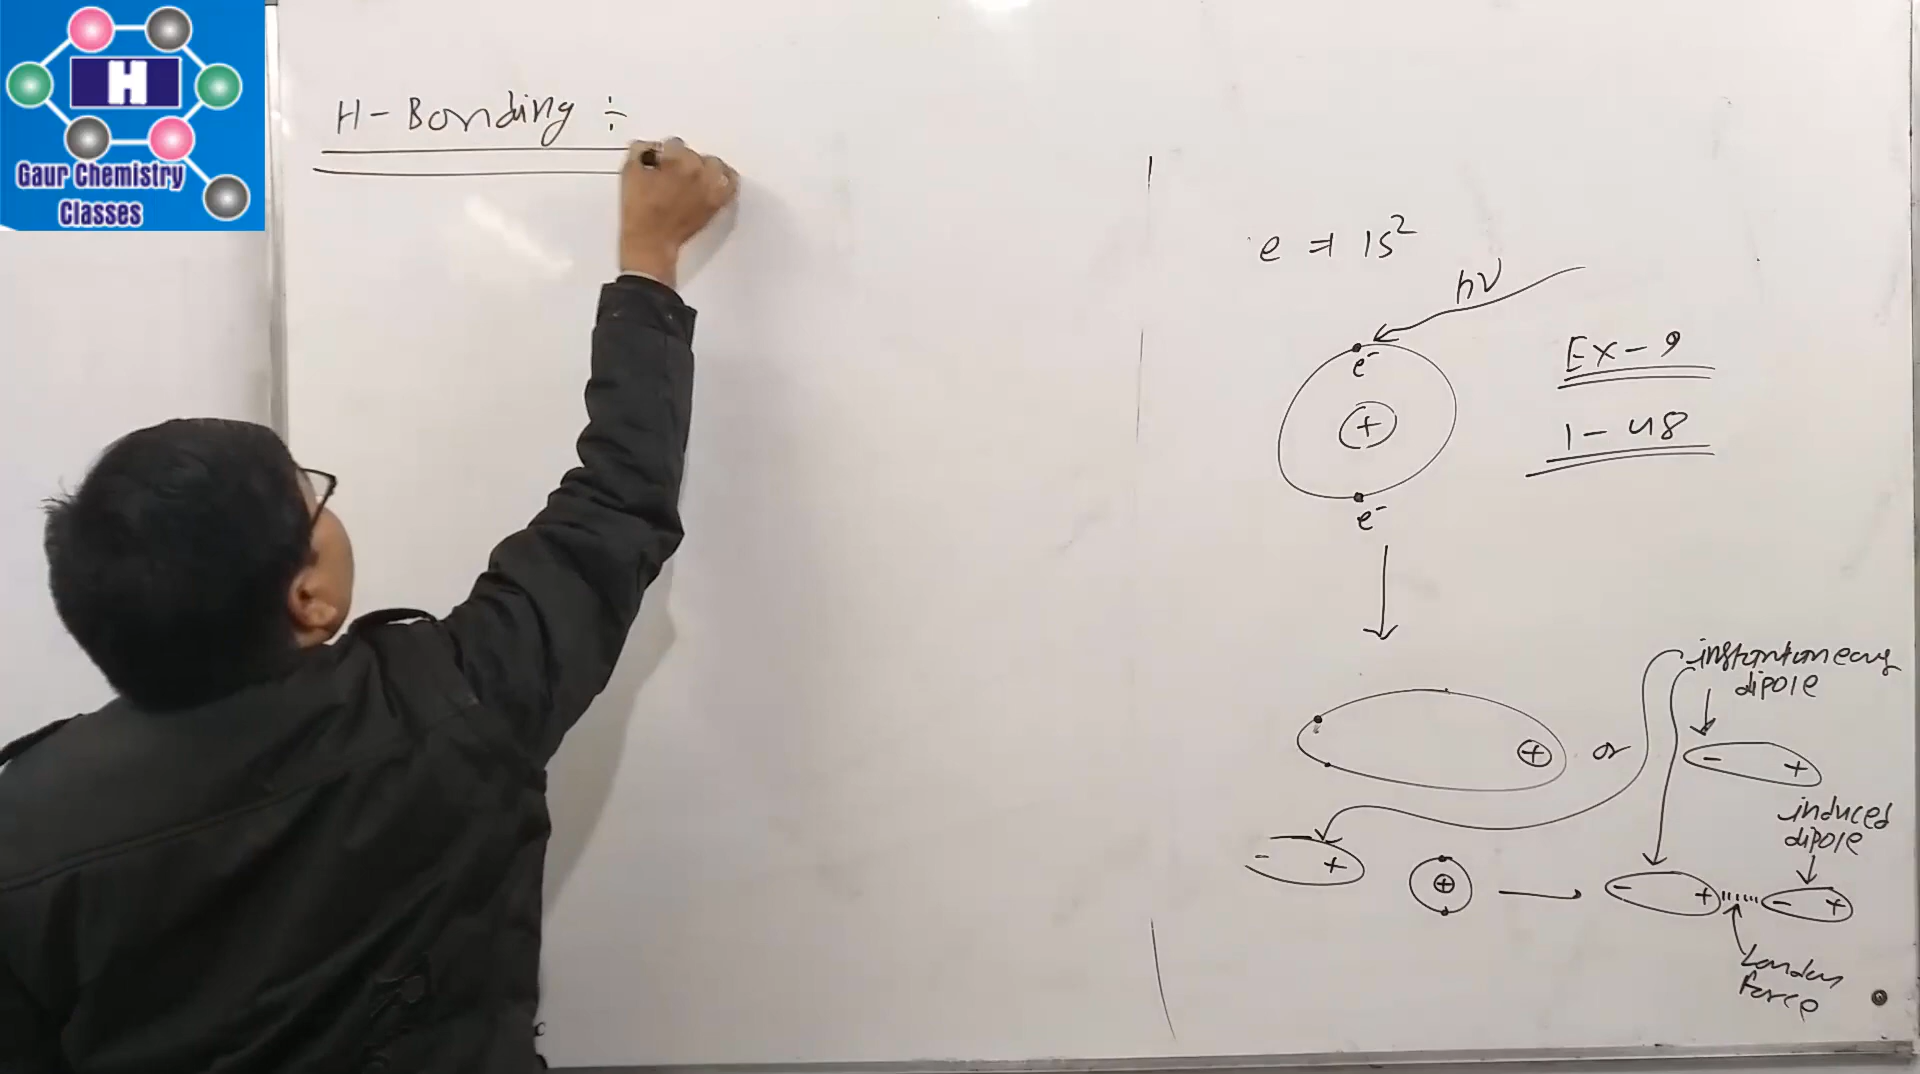 H
Gaur Chemistry
Classes
H - Bonding ÷
e ⇒ 1s²
hν
e⁻
+
e⁻
Ex - 9
1 - 48
instantaneous
dipole
+
or
- +
induced
dipole
- +
+
- +
- +
London
force